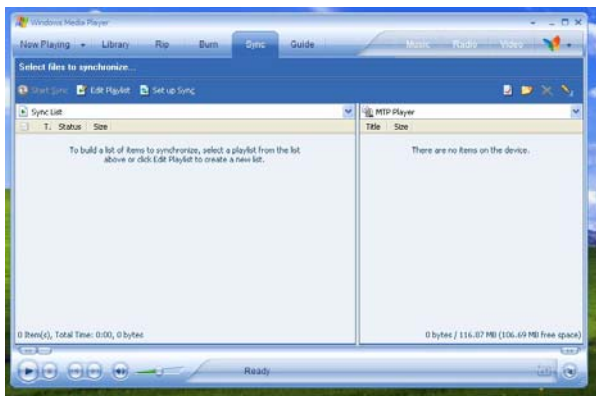 Windows Media Player
Now Playing Library Rip Burn Sync Guide Music Radio Video
Select files to synchronize...
Start Sync Edit Playlist Set up Sync
Sync List MTP Player
T. Status Size Title Size
To build a list of items to synchronize, select a playlist from the list
above or click Edit Playlist to create a new list.
There are no items on the device.
0 Item(s), Total Time: 0:00, 0 bytes 0 bytes / 116.87 MB (106.69 MB free space)
Ready